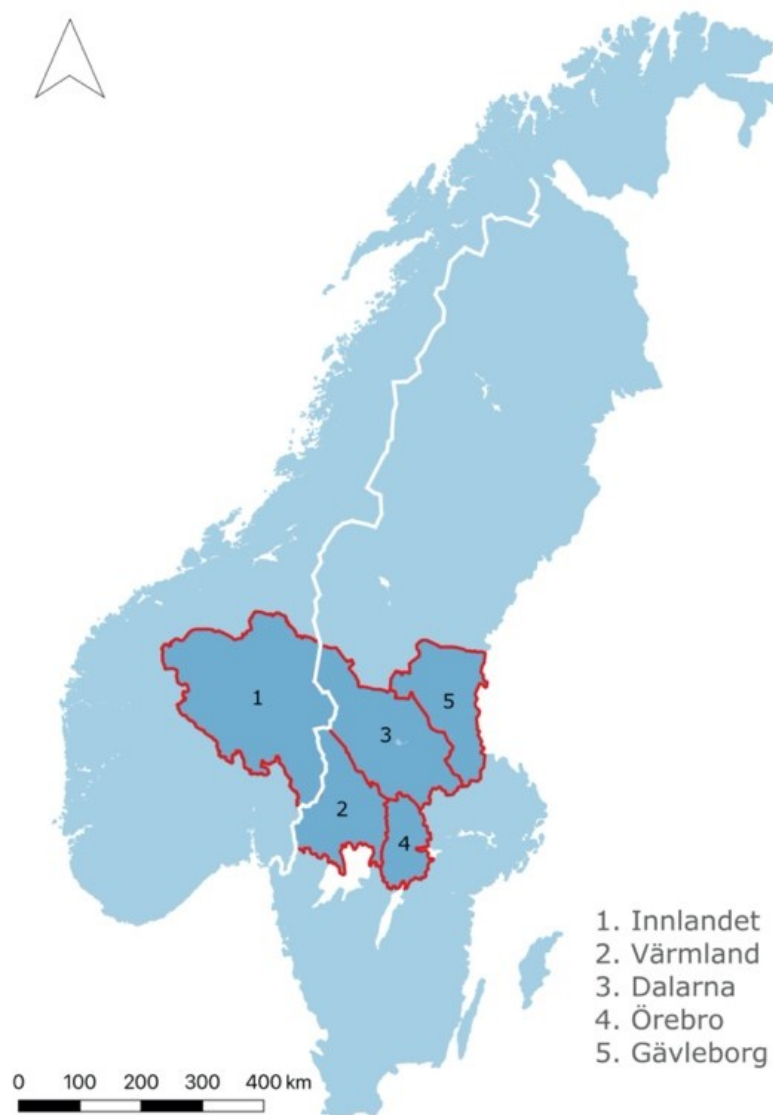 1
5
3
2
4
1. Innlandet
2. Värmland
3. Dalarna
4. Örebro
5. Gävleborg
0 100 200 300 400 km